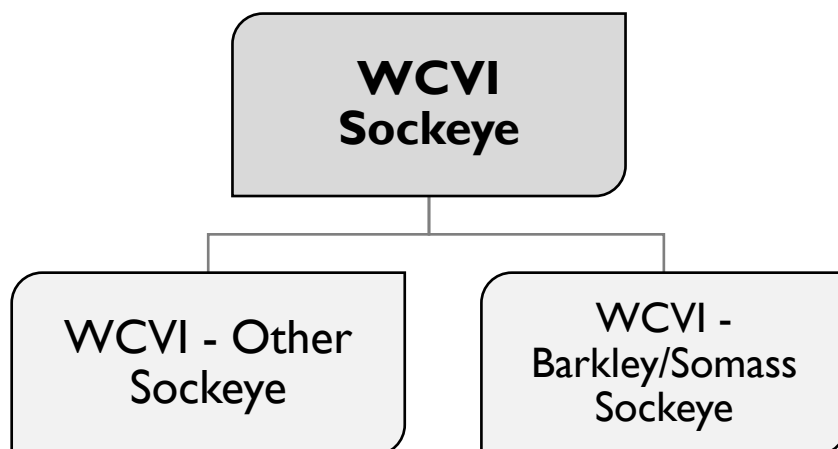 WCVI
Sockeye
WCVI - Other
Sockeye
WCVI -
Barkley/Somass
Sockeye